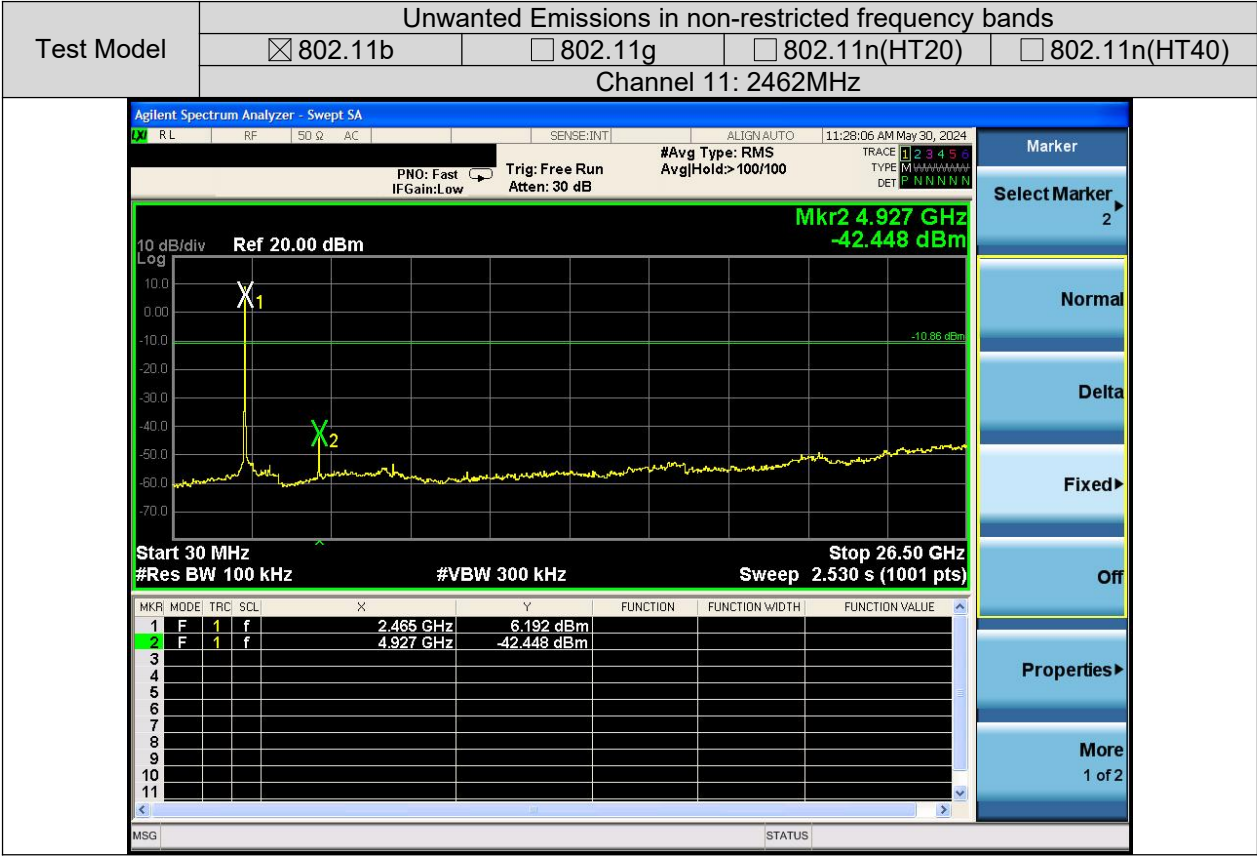 Unwanted Emissions in non-restricted frequency bands
Test Model
☒ 802.11b ☐ 802.11g ☐ 802.11n(HT20) ☐ 802.11n(HT40)
Channel 11: 2462MHz
Agilent Spectrum Analyzer - Swept SA
LXI RL RF 50 Ω AC SENSE:INT ALIGN AUTO 11:28:06 AM May 30, 2024
PNO: Fast
IFGain:Low
Trig: Free Run
Atten: 30 dB
#Avg Type: RMS
Avg|Hold:> 100/100
TRACE 1 2 3 4 5 6
TYPE M W W W W W
DET P N N N N N
Mkr2 4.927 GHz
-42.448 dBm
10 dB/div Ref 20.00 dBm
Log
10.0
0.00
-10.0
-20.0
-30.0
-40.0
-50.0
-60.0
-70.0
1
2
-10.86 dBm
Start 30 MHz Stop 26.50 GHz
#Res BW 100 kHz #VBW 300 kHz Sweep 2.530 s (1001 pts)
MKR MODE TRC SCL X Y FUNCTION FUNCTION WIDTH FUNCTION VALUE
1 F 1 f 2.465 GHz 6.192 dBm
2 F 1 f 4.927 GHz -42.448 dBm
3
4
5
6
7
8
9
10
11
MSG STATUS
Marker
Select Marker
2
Normal
Delta
Fixed
Off
Properties
More
1 of 2